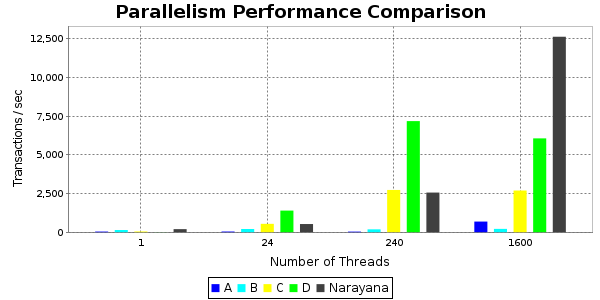 Parallelism Performance Comparison
Transactions / sec
12,500
10,000
7,500
5,000
2,500
0
1 24 240 1600
Number of Threads
A B C D Narayana